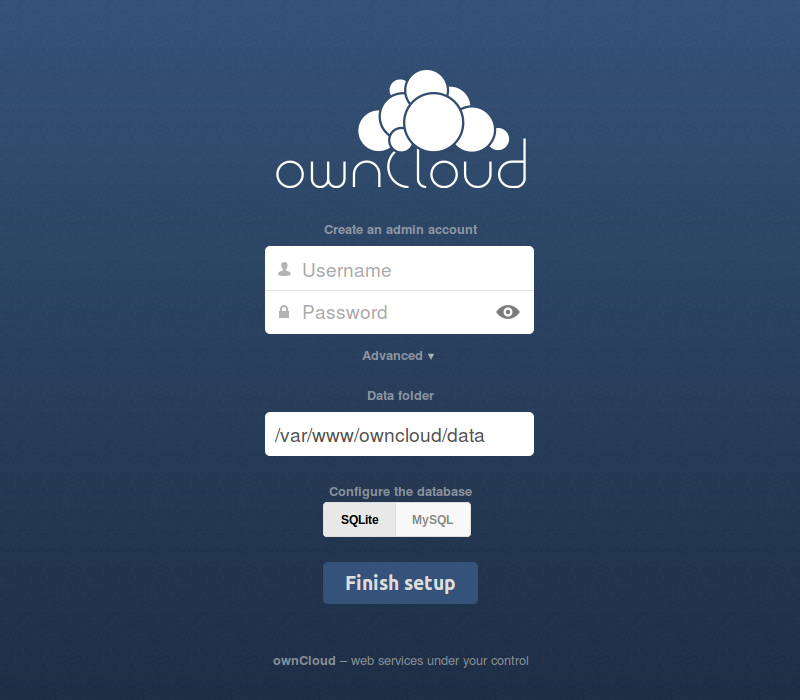 ownCloud
Create an admin account
Username
Password
Advanced ▼
Data folder
/var/www/owncloud/data
Configure the database
SQLite MySQL
Finish setup
ownCloud – web services under your control